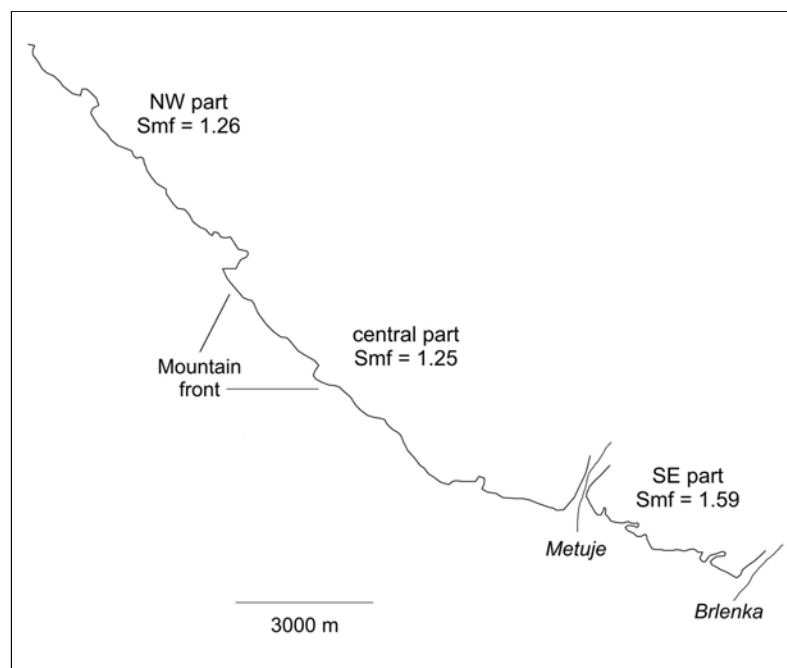 NW part
Smf = 1.26
central part
Smf = 1.25
Mountain
front
SE part
Smf = 1.59
Metuje
Brlenka
3000 m